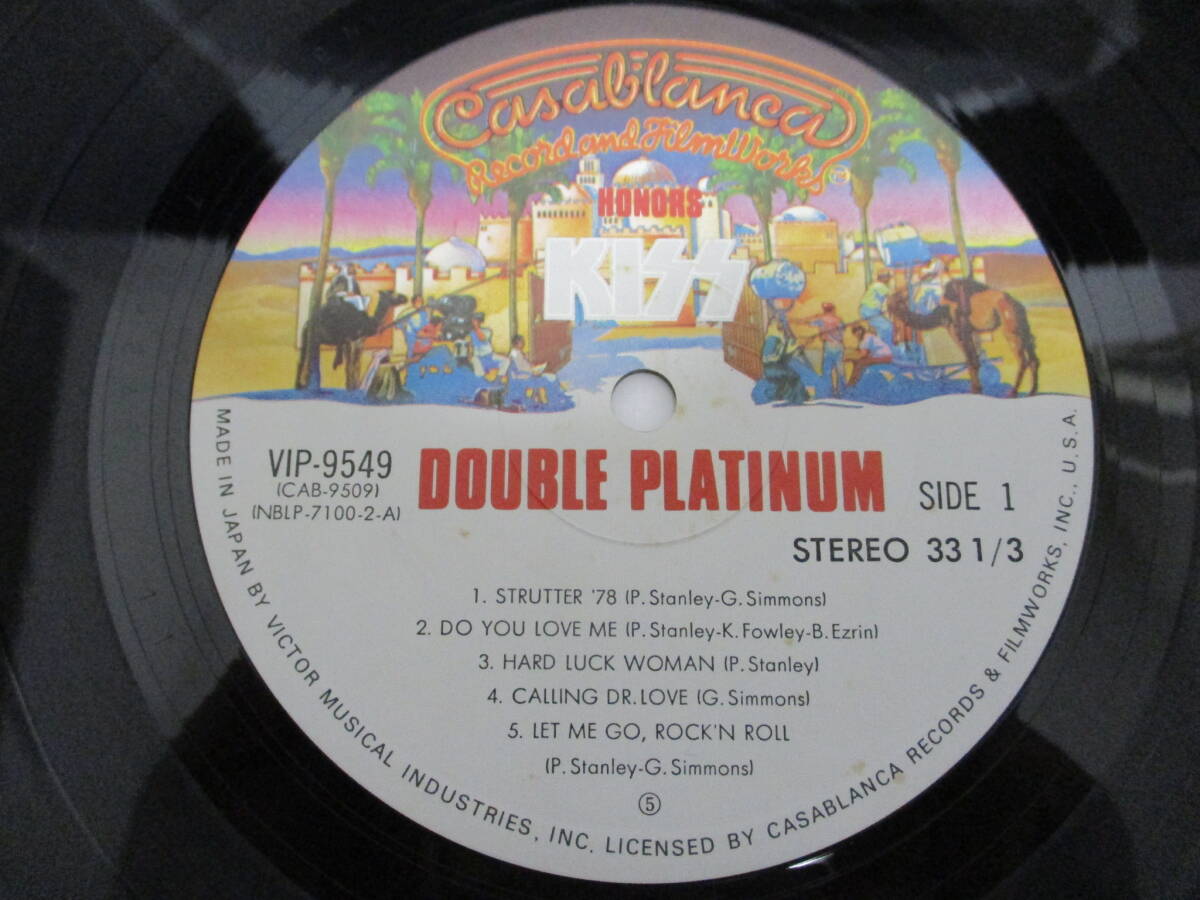 Casablanca
Record and FilmWorks
TM
HONORS
KISS
VIP-9549
(CAB-9509)
(NBLP-7100-2-A)
DOUBLE PLATINUM
SIDE 1
STEREO 33 1/3
1. STRUTTER '78 (P. Stanley-G. Simmons)
2. DO YOU LOVE ME (P. Stanley-K. Fowley-B. Ezrin)
3. HARD LUCK WOMAN (P. Stanley)
4. CALLING DR. LOVE (G. Simmons)
5. LET ME GO, ROCK'N ROLL
(P. Stanley-G. Simmons)
⑤
MADE IN JAPAN BY VICTOR MUSICAL INDUSTRIES, INC. LICENSED BY CASABLANCA RECORDS & FILMWORKS, INC., U.S.A.